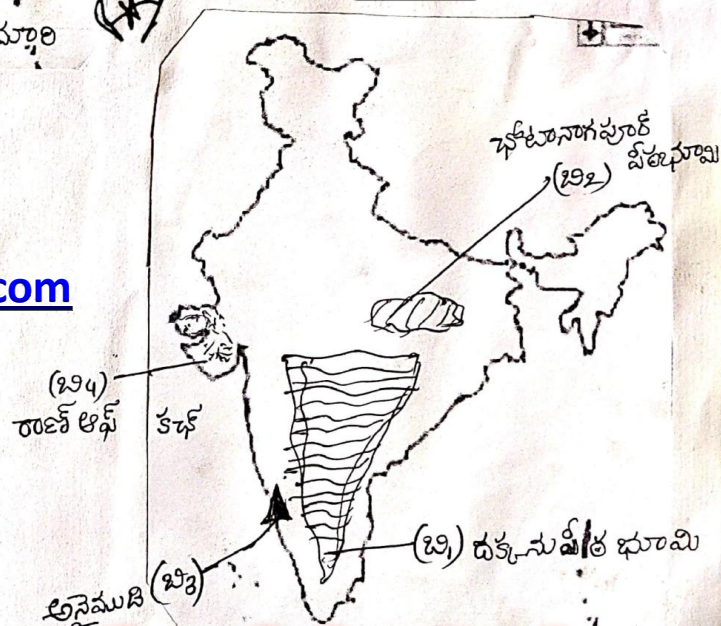 మ్మూరి
ఛోటానాగపూర్
పీఠభూమి
(బి2)
com
(బి4)
రాణ్ ఆఫ్ కచ్
(బి1) దక్కను పీఠ భూమి
అనైముడి (బి3)